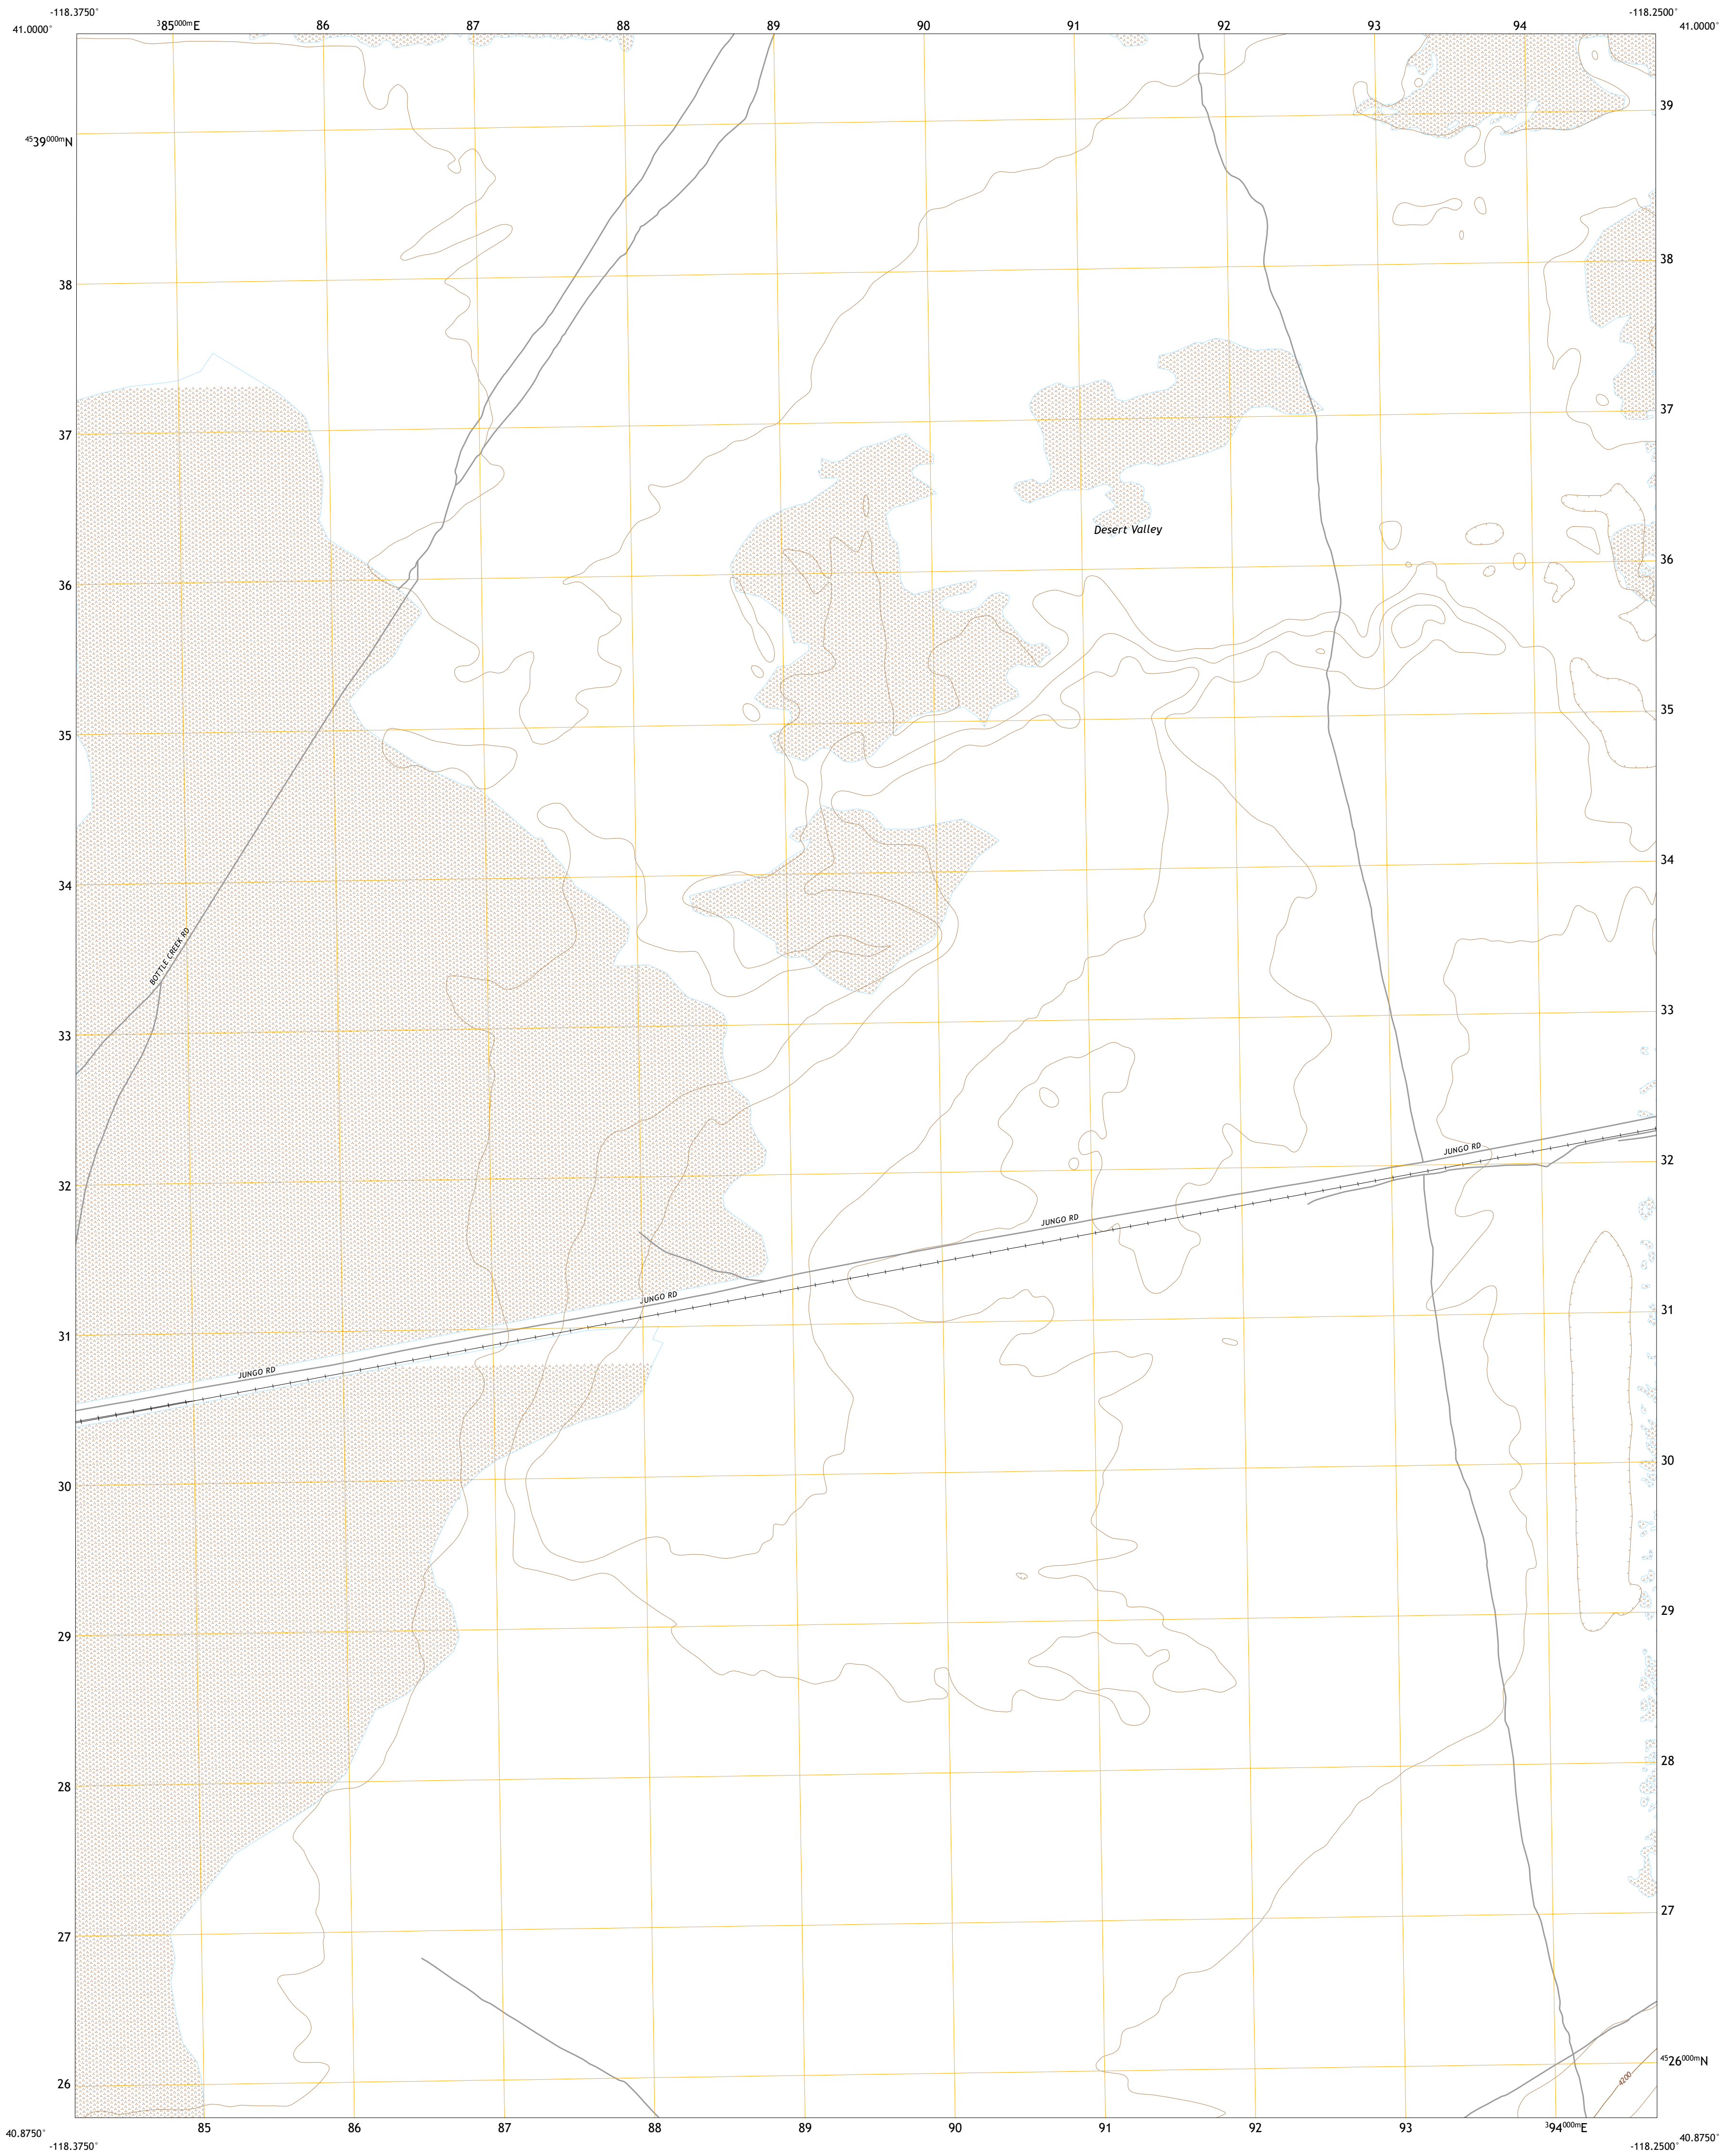 -118.3750° -118.2500°
41.0000° ³85⁰⁰⁰ᵐE 86 87 88 89 90 91 92 93 94 41.0000°
39
⁴⁵39⁰⁰⁰ᵐN
38 38
37 37
Desert Valley
36 36
35 35
34 34
BOTTLE CREEK RD
33 33
JUNGO RD
32 32
JUNGO RD
JUNGO RD
31 31
JUNGO RD
30 30
29 29
28 28
27 27
⁴⁵26⁰⁰⁰ᵐN
4200
26
40.8750° 85 86 87 88 89 90 91 92 93 ³94⁰⁰⁰ᵐE 40.8750°
-118.3750° -118.2500°